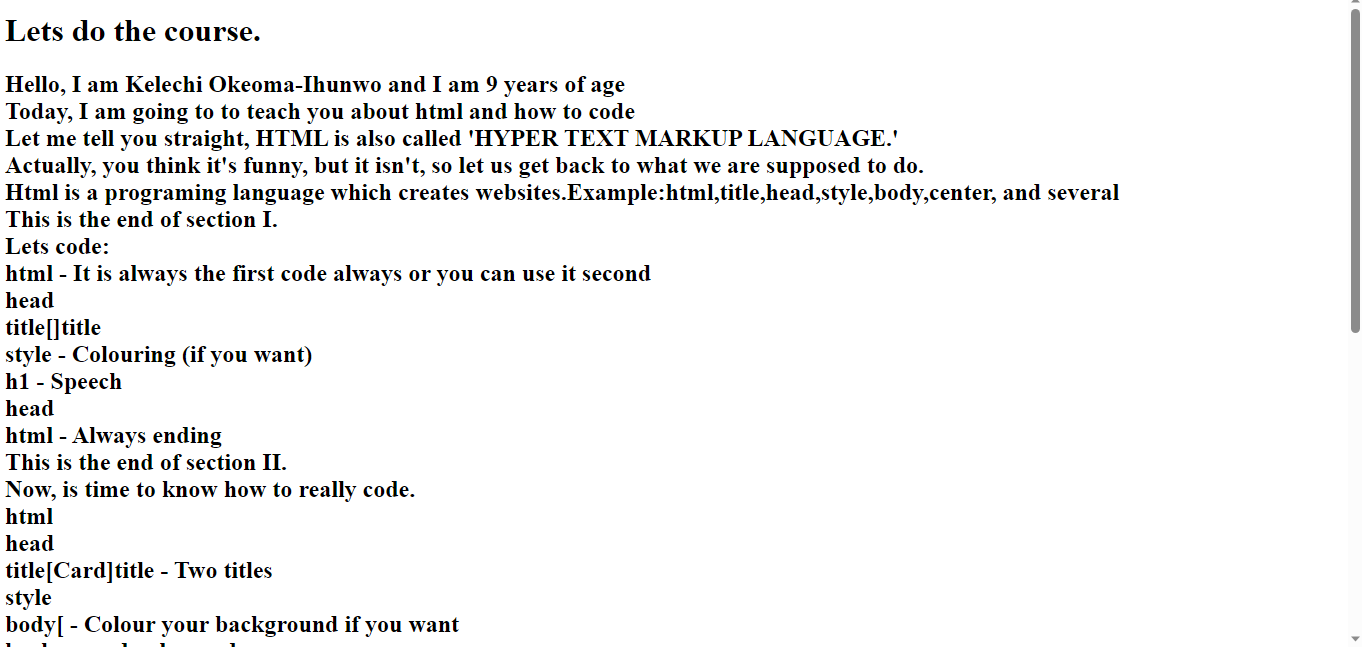 Lets do the course.
Hello, I am Kelechi Okeoma-Ihunwo and I am 9 years of age
Today, I am going to to teach you about html and how to code
Let me tell you straight, HTML is also called 'HYPER TEXT MARKUP LANGUAGE.'
Actually, you think it's funny, but it isn't, so let us get back to what we are supposed to do.
Html is a programing language which creates websites.Example:html,title,head,style,body,center, and several
This is the end of section I.
Lets code:
html - It is always the first code always or you can use it second
head
title[]title
style - Colouring (if you want)
h1 - Speech
head
html - Always ending
This is the end of section II.
Now, is time to know how to really code.
html
head
title[Card]title - Two titles
style
body[ - Colour your background if you want